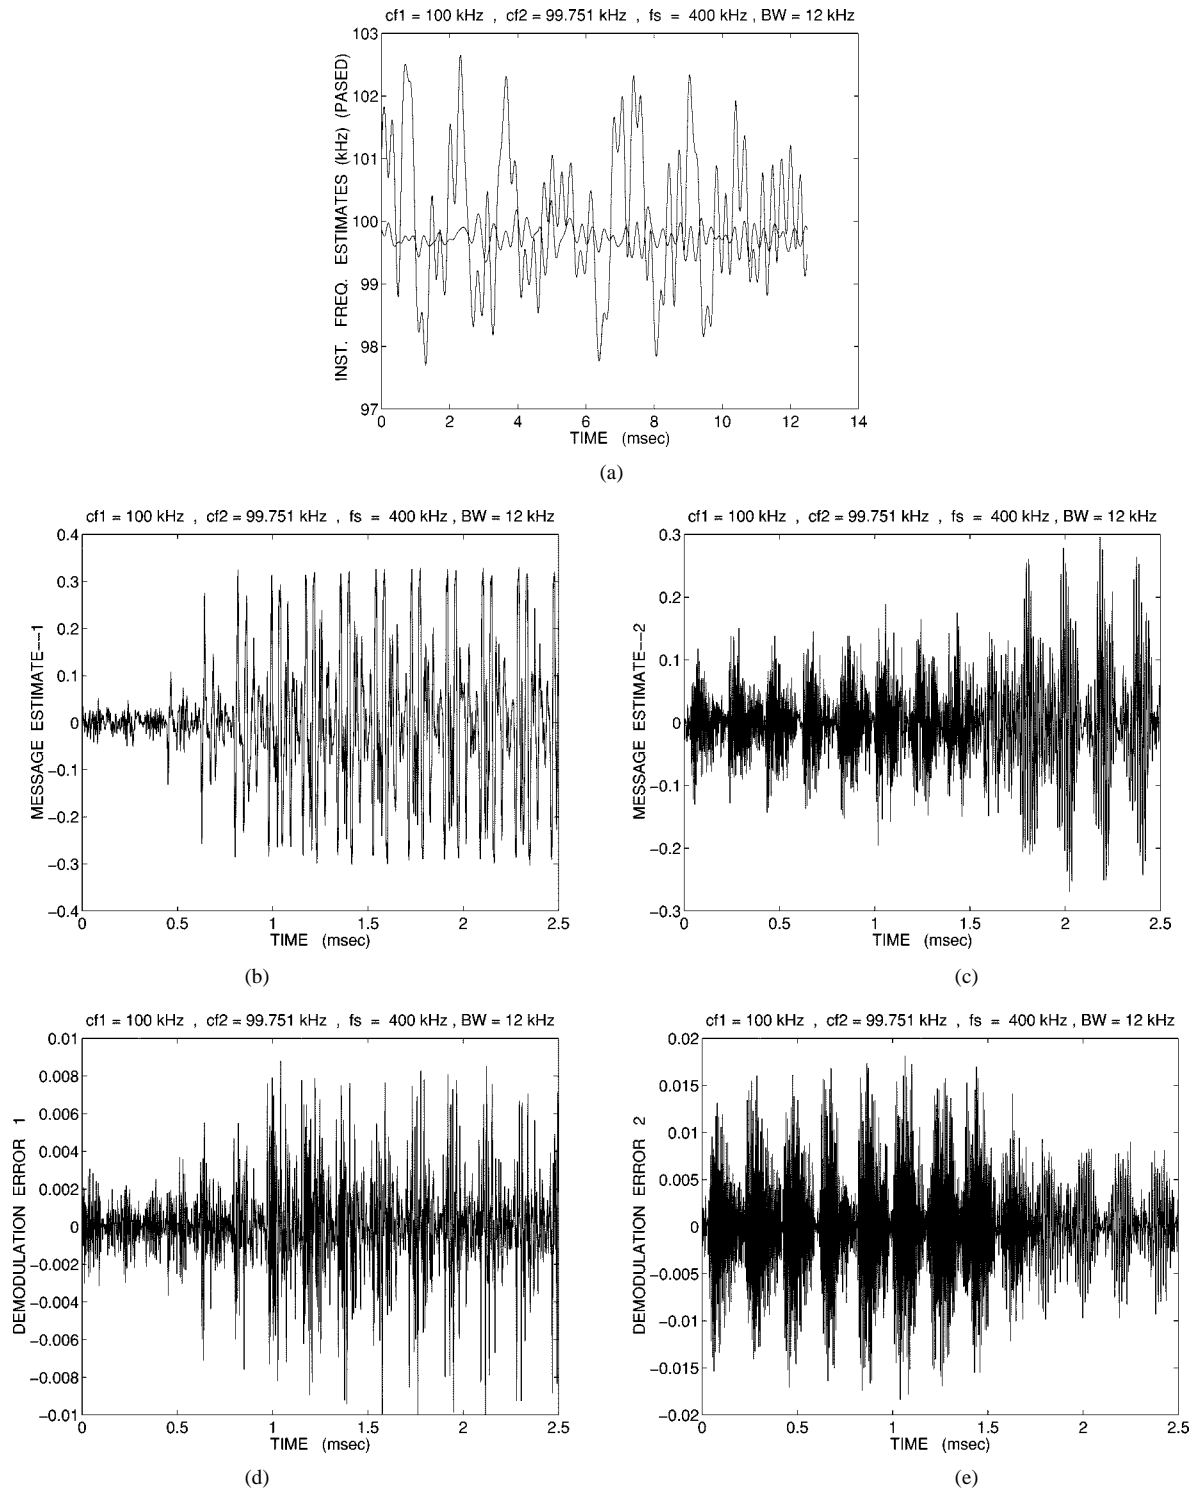 cf1 = 100 kHz , cf2 = 99.751 kHz , fs = 400 kHz , BW = 12 kHz
INST. FREQ. ESTIMATES (kHz) (PASED)
103
102
101
100
99
98
97
0 2 4 6 8 10 12 14
TIME (msec)
(a)
cf1 = 100 kHz , cf2 = 99.751 kHz , fs = 400 kHz , BW = 12 kHz
MESSAGE ESTIMATE−−1
0.4
0.3
0.2
0.1
0
−0.1
−0.2
−0.3
−0.4
0 0.5 1 1.5 2 2.5
TIME (msec)
(b)
cf1 = 100 kHz , cf2 = 99.751 kHz , fs = 400 kHz , BW = 12 kHz
MESSAGE ESTIMATE−−2
0.3
0.2
0.1
0
−0.1
−0.2
−0.3
0 0.5 1 1.5 2 2.5
TIME (msec)
(c)
cf1 = 100 kHz , cf2 = 99.751 kHz , fs = 400 kHz , BW = 12 kHz
DEMODULATION ERROR 1
0.01
0.008
0.006
0.004
0.002
0
−0.002
−0.004
−0.006
−0.008
−0.01
0 0.5 1 1.5 2 2.5
TIME (msec)
(d)
cf1 = 100 kHz , cf2 = 99.751 kHz , fs = 400 kHz , BW = 12 kHz
DEMODULATION ERROR 2
0.02
0.015
0.01
0.005
0
−0.005
−0.01
−0.015
−0.02
0 0.5 1 1.5 2 2.5
TIME (msec)
(e)